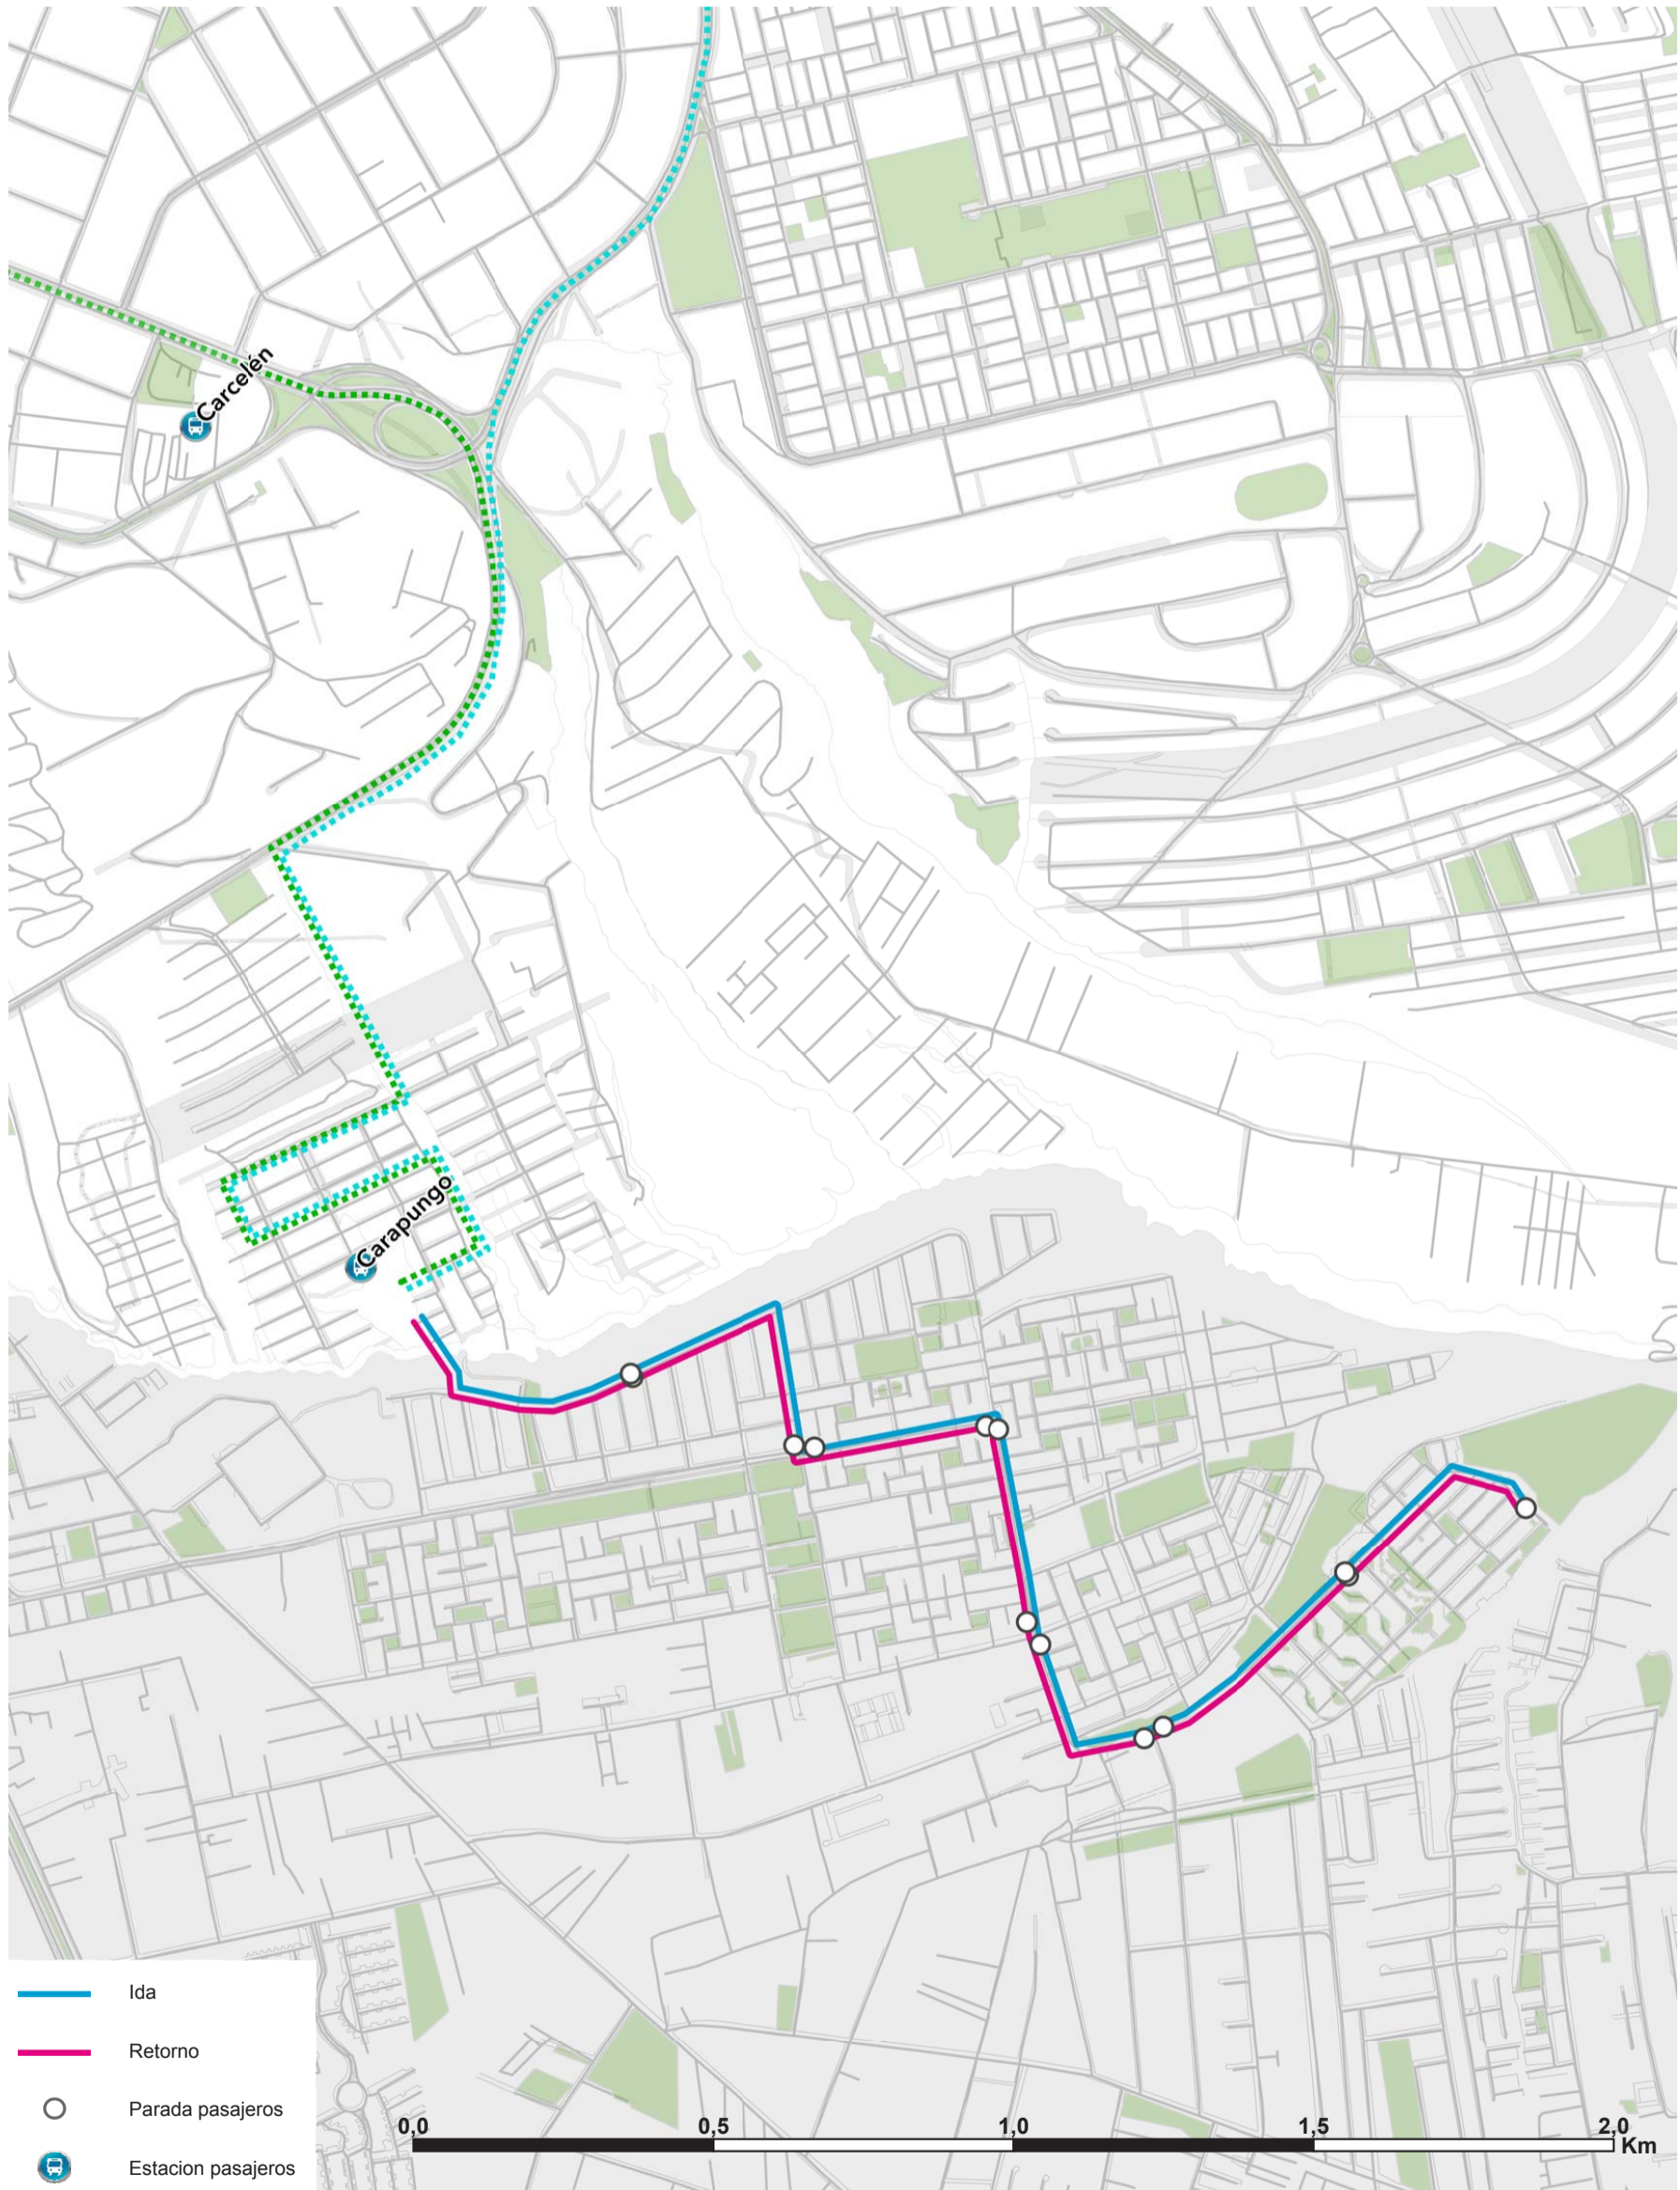 Carcelén
Carapungo
Ida
Retorno
Parada pasajeros
Estacion pasajeros
0,0 0,5 1,0 1,5 2,0
Km